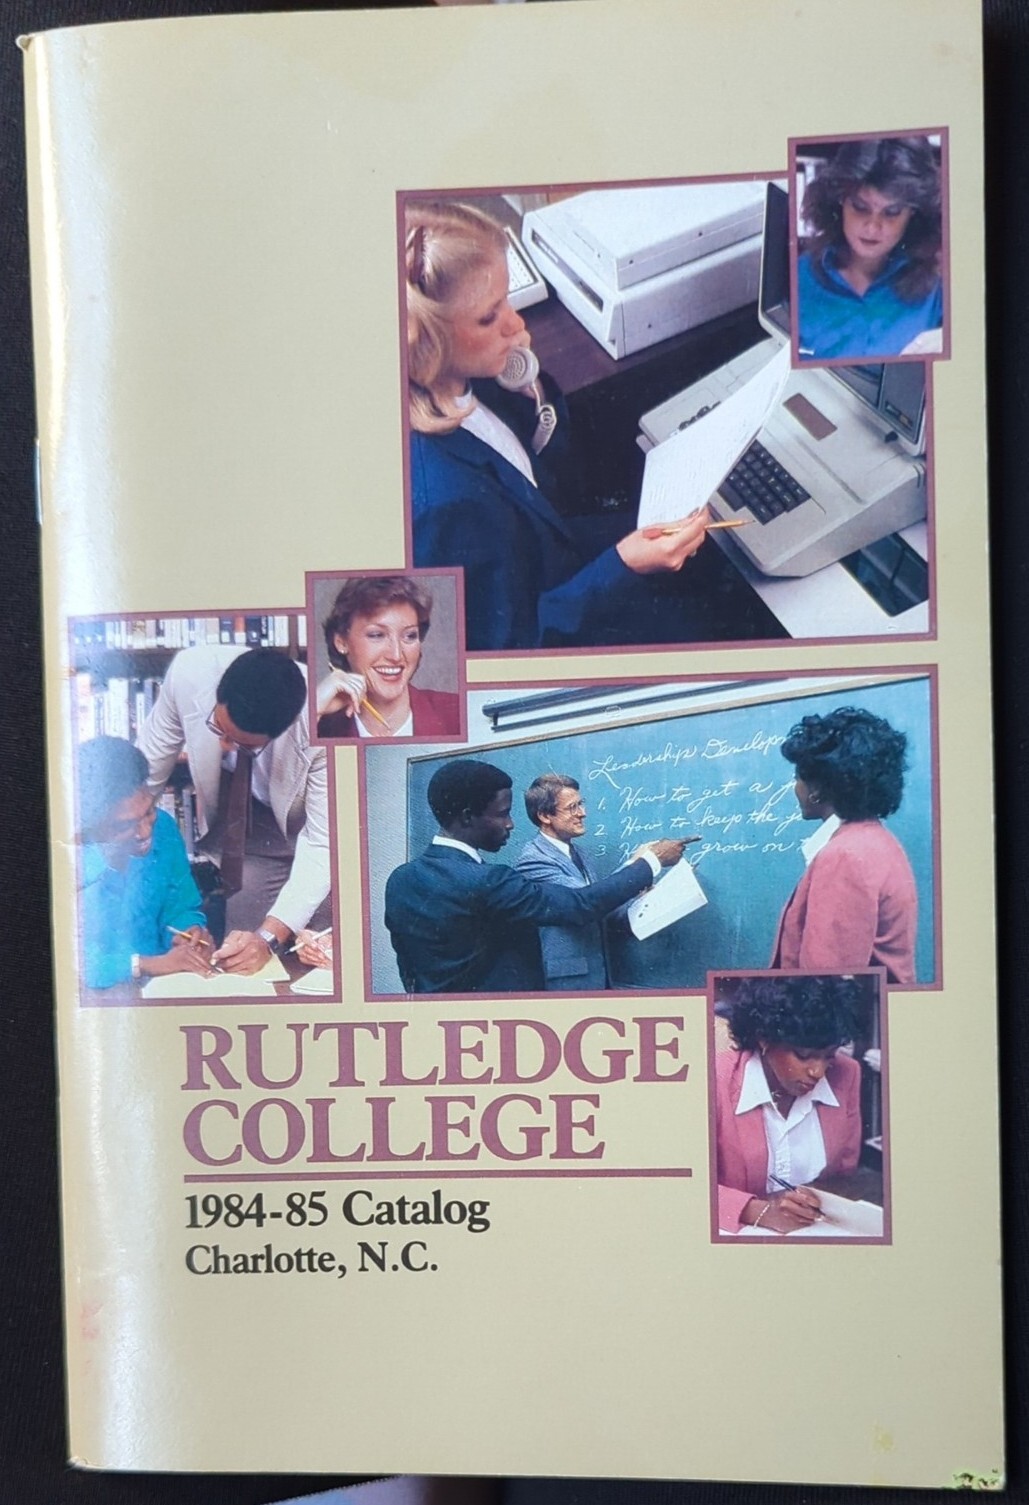 Leadership Develop
1. How to get a j
2 How to keep the j
3 grow on t
RUTLEDGE
COLLEGE
1984-85 Catalog
Charlotte, N.C.